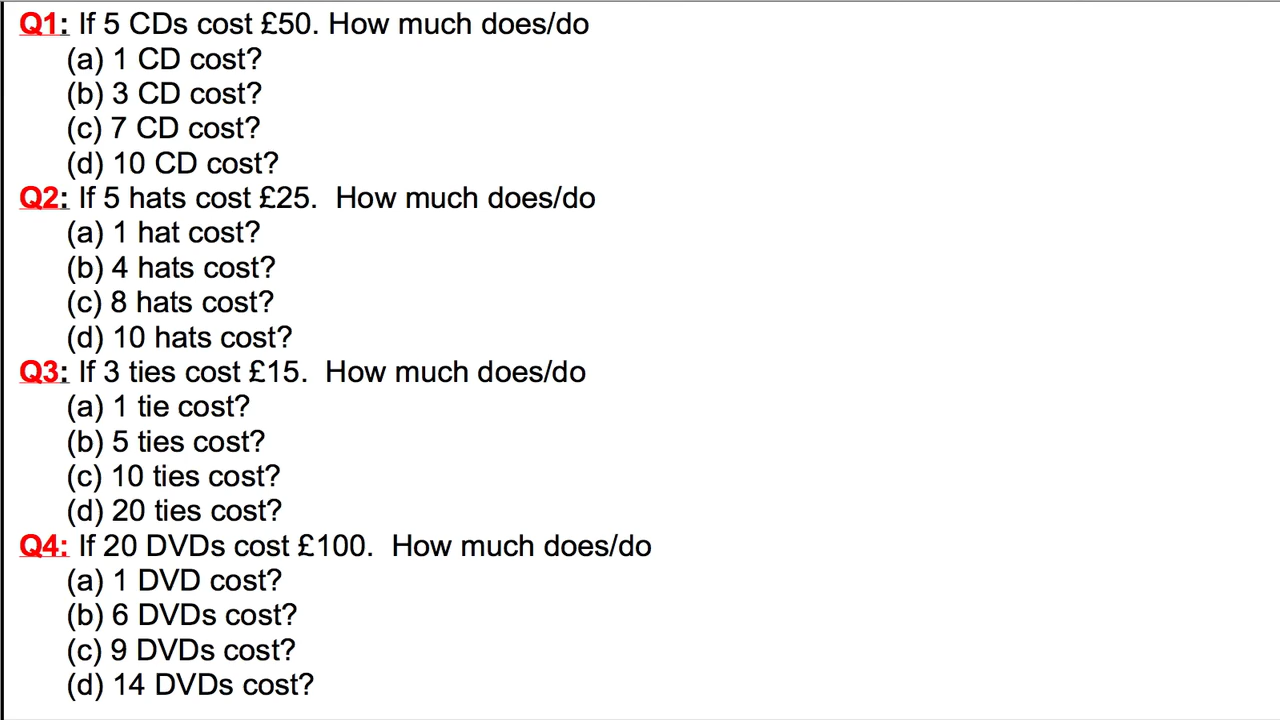 Q1: If 5 CDs cost £50. How much does/do
(a) 1 CD cost?
(b) 3 CD cost?
(c) 7 CD cost?
(d) 10 CD cost?
Q2: If 5 hats cost £25.  How much does/do
(a) 1 hat cost?
(b) 4 hats cost?
(c) 8 hats cost?
(d) 10 hats cost?
Q3: If 3 ties cost £15.  How much does/do
(a) 1 tie cost?
(b) 5 ties cost?
(c) 10 ties cost?
(d) 20 ties cost?
Q4: If 20 DVDs cost £100.  How much does/do
(a) 1 DVD cost?
(b) 6 DVDs cost?
(c) 9 DVDs cost?
(d) 14 DVDs cost?